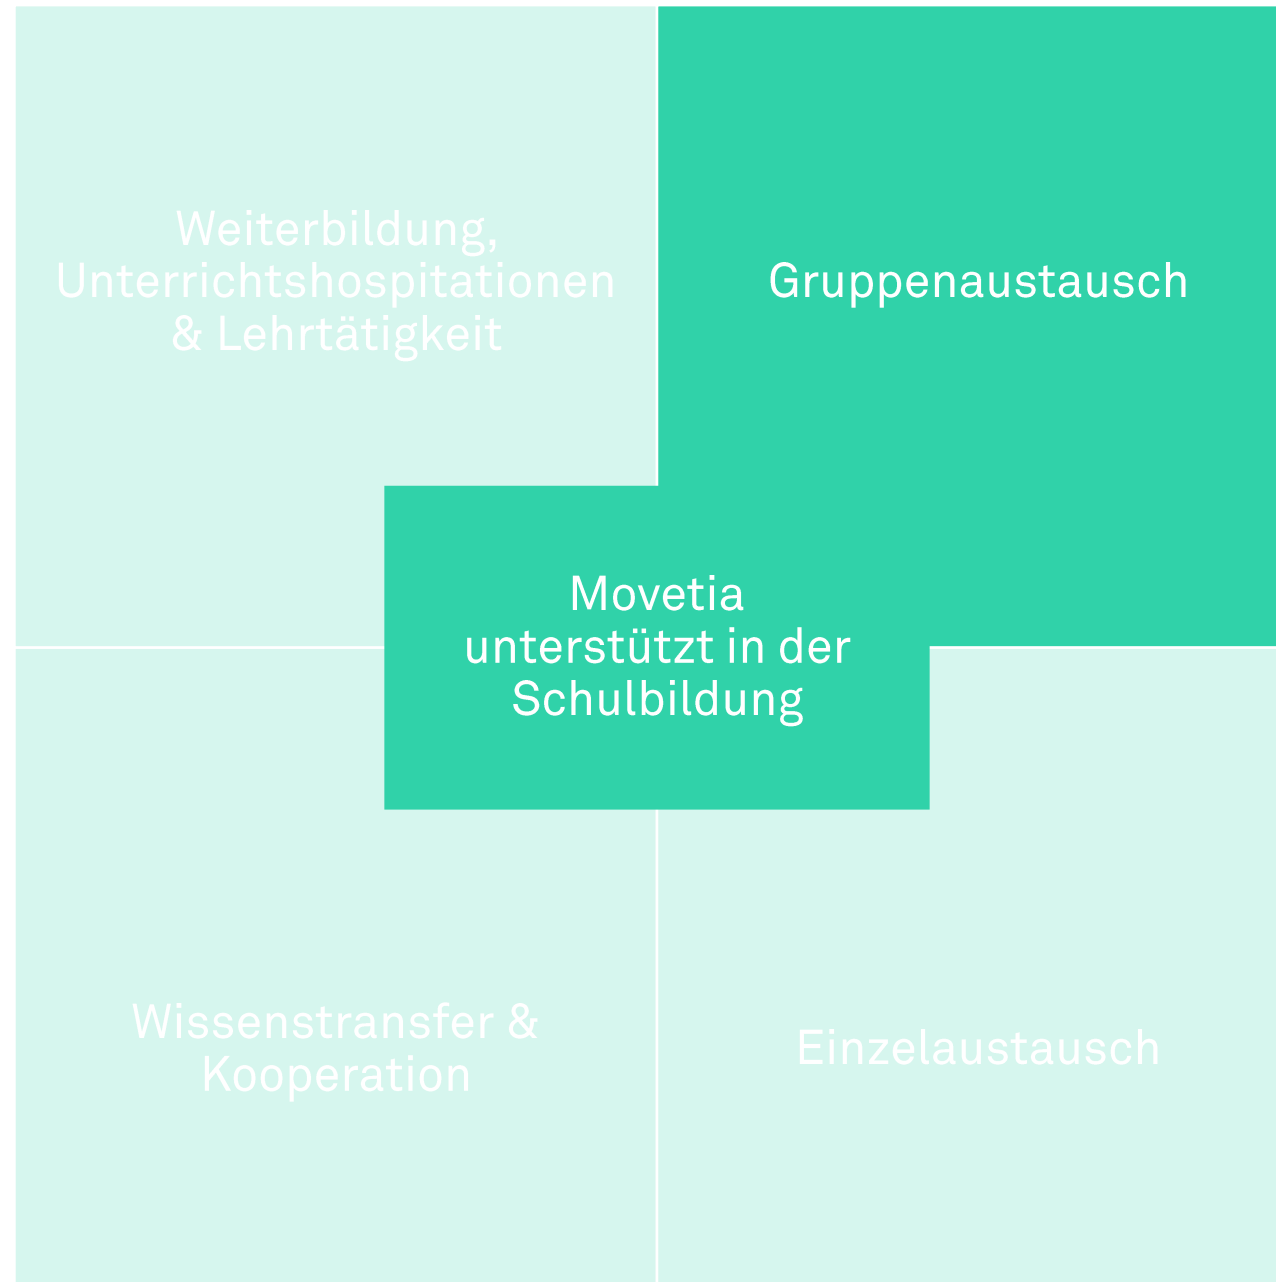 Weiterbildung,
Unterrichtshospitationen
& Lehrtätigkeit
Gruppenaustausch
Movetia
unterstützt in der
Schulbildung
Wissenstransfer &
Kooperation
Einzelaustausch